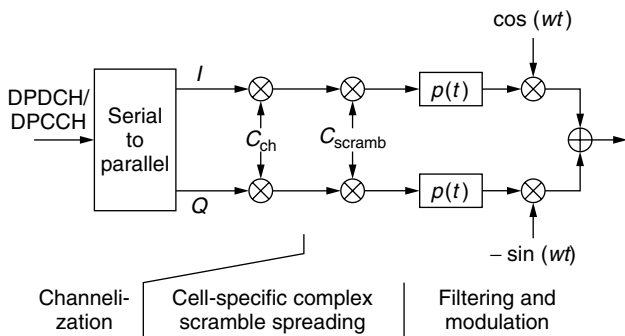 cos (wt)
DPDCH/
DPCCH
Serial
to
parallel
I
Q
C_ch
C_scramb
p(t)
p(t)
− sin (wt)
Channeli-
zation
Cell-specific complex
scramble spreading
Filtering and
modulation